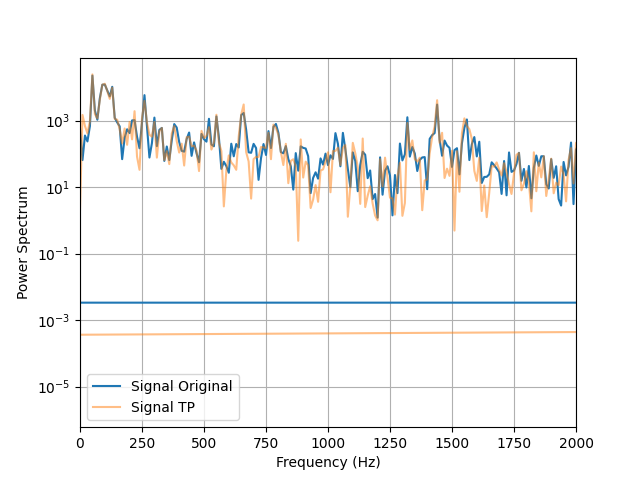 Power Spectrum
10³
10¹
10⁻¹
10⁻³
10⁻⁵
Signal Original
Signal TP
0 250 500 750 1000 1250 1500 1750 2000
Frequency (Hz)